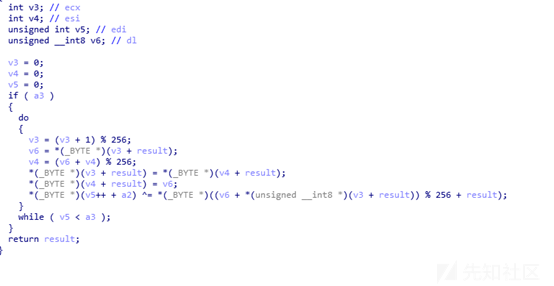 int v3; // ecx
int v4; // esi
unsigned int v5; // edi
unsigned __int8 v6; // dl
v3 = 0;
v4 = 0;
v5 = 0;
if ( a3 )
{
do
{
v3 = (v3 + 1) % 256;
v6 = *(_BYTE *)(v3 + result);
v4 = (v6 + v4) % 256;
*(_BYTE *)(v3 + result) = *(_BYTE *)(v4 + result);
*(_BYTE *)(v4 + result) = v6;
*(_BYTE *)(v5++ + a2) ^= *(_BYTE *)((v6 + *(unsigned __int8 *)(v3 + result)) % 256 + result);
}
while ( v5 < a3 );
}
return result;
}
先知社区